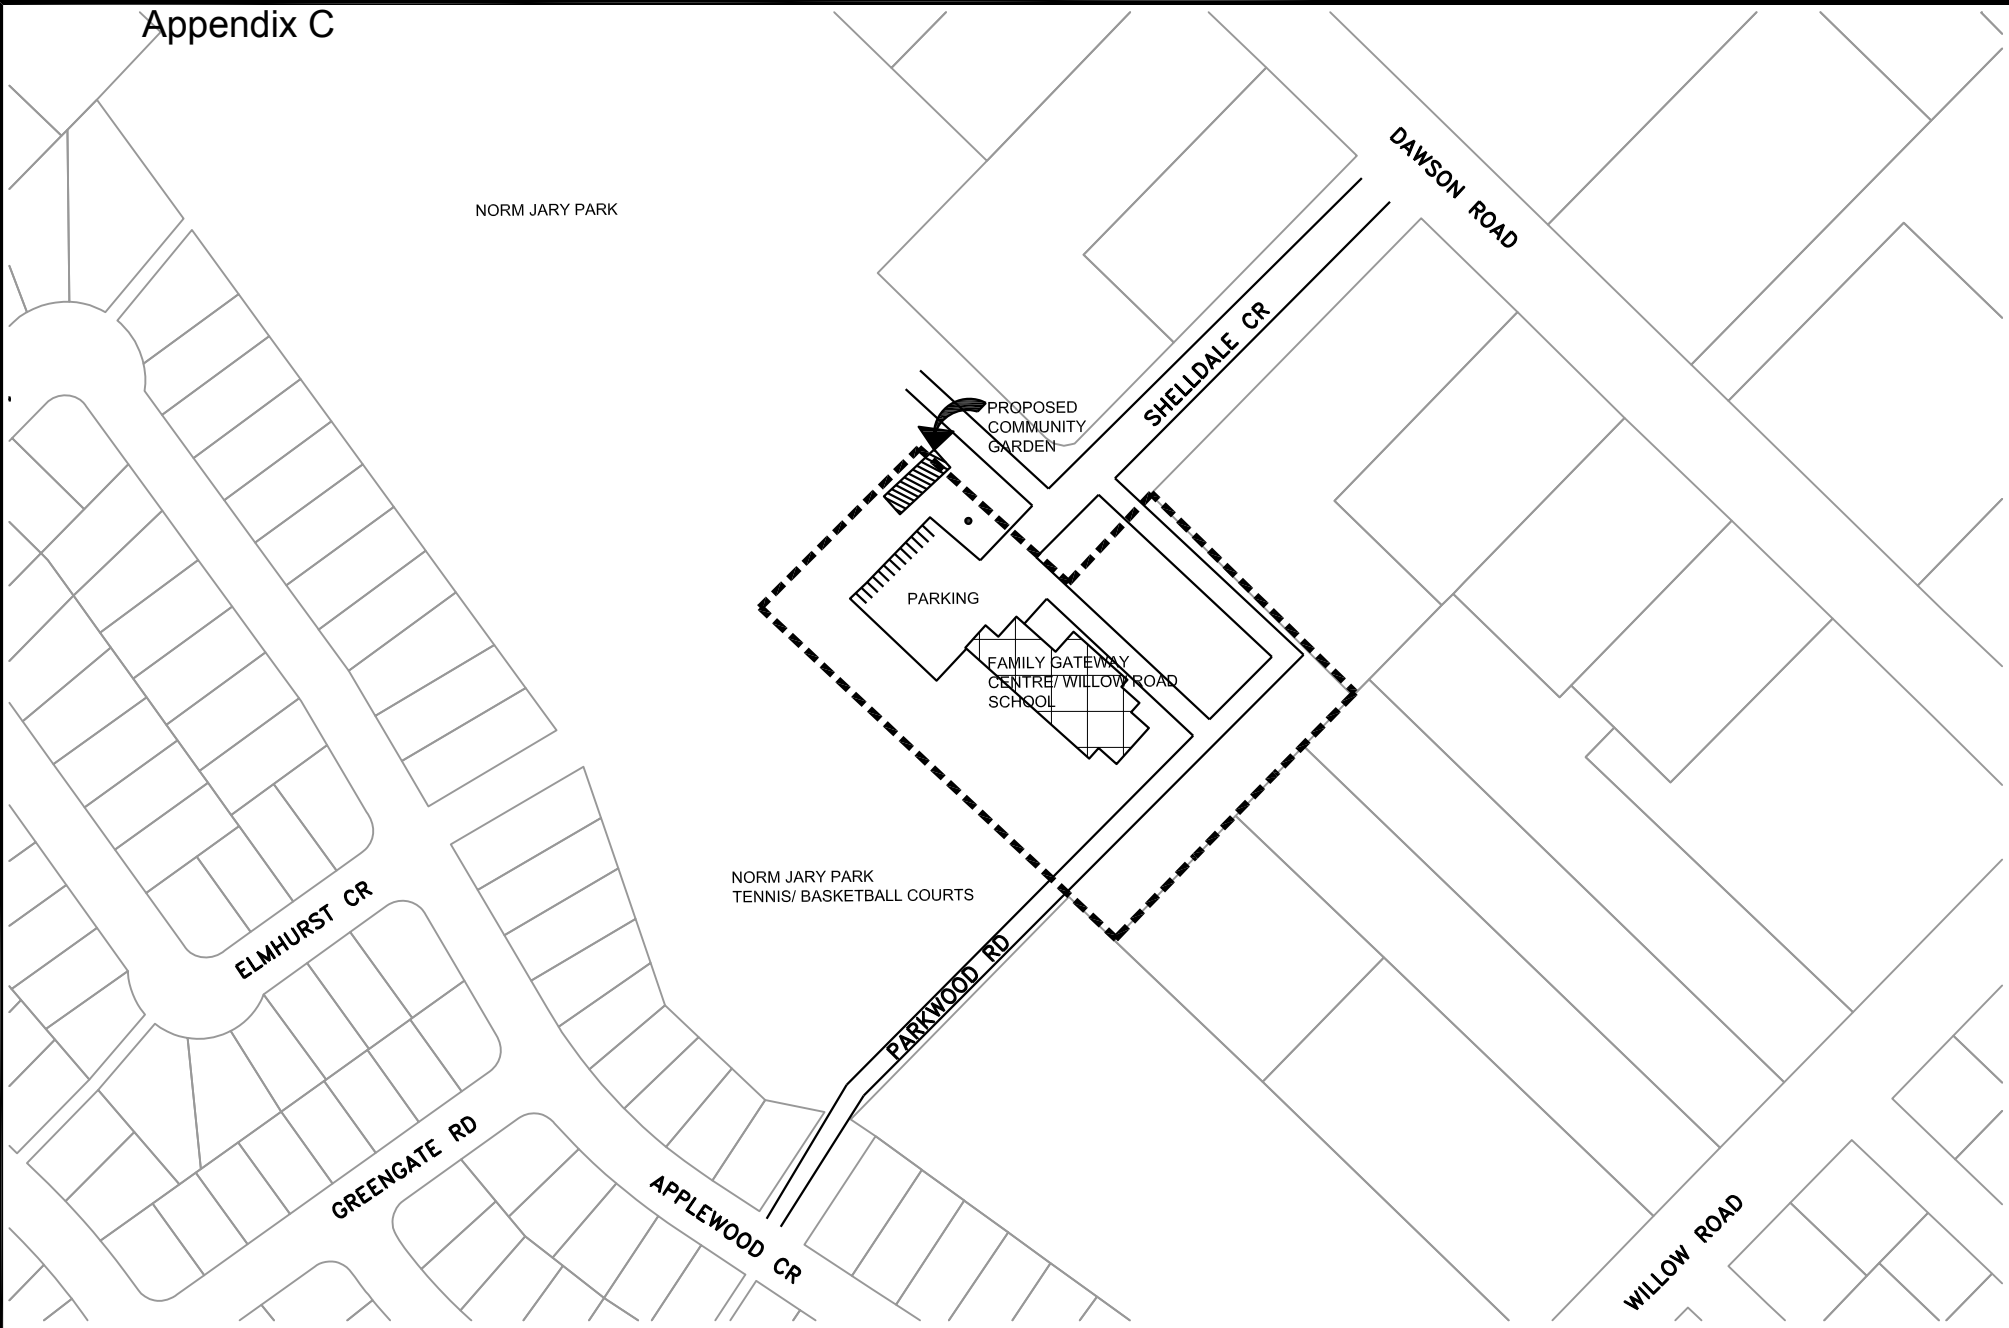 Appendix C
DAWSON ROAD
NORM JARY PARK
SHELLDALE CR
PROPOSED
COMMUNITY
GARDEN
PARKING
FAMILY GATEWAY
CENTRE/ WILLOW ROAD
SCHOOL
NORM JARY PARK
TENNIS/ BASKETBALL COURTS
ELMHURST CR
PARKWOOD RD
GREENGATE RD
APPLEWOOD CR
WILLOW ROAD